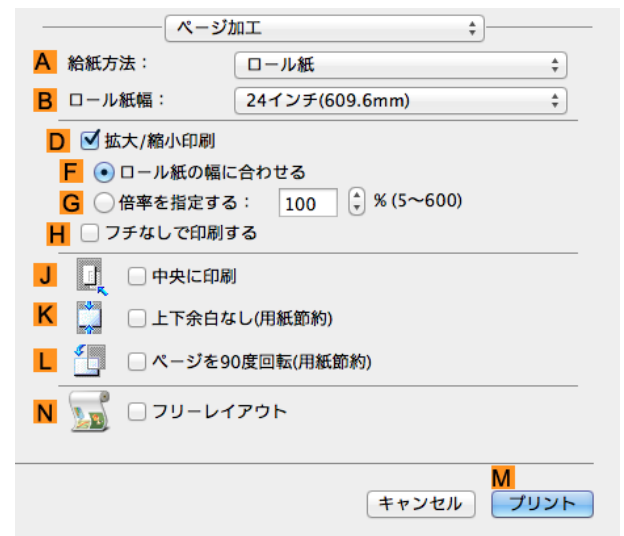 ページ加工
A 給紙方法： ロール紙
B ロール紙幅： 24インチ(609.6mm)
D 拡大/縮小印刷
F ロール紙の幅に合わせる
G 倍率を指定する： 100 % (5～600)
H フチなしで印刷する
J 中央に印刷
K 上下余白なし(用紙節約)
L ページを90度回転(用紙節約)
N フリーレイアウト
M
キャンセル プリント